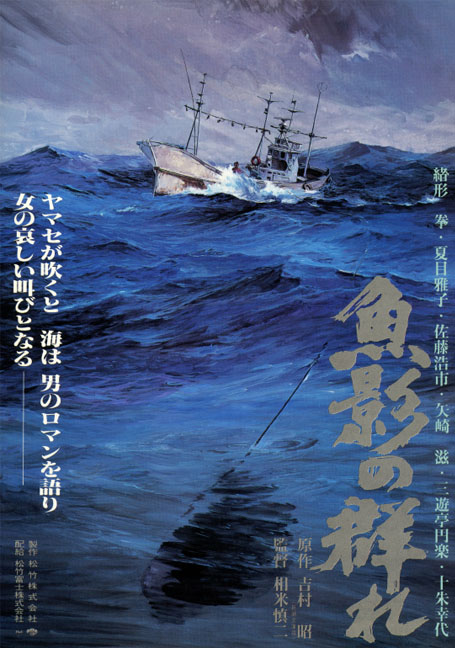 緒形 拳・夏目雅子・佐藤浩市・矢崎 滋・三遊亭円楽・十朱幸代
魚影の群れ
原作 吉村 昭
監督 相米慎二
ヤマセが吹くと 海は 男のロマンを語り
女の哀しい叫びとなる――
製作 松竹株式会社
配給 松竹富士株式会社